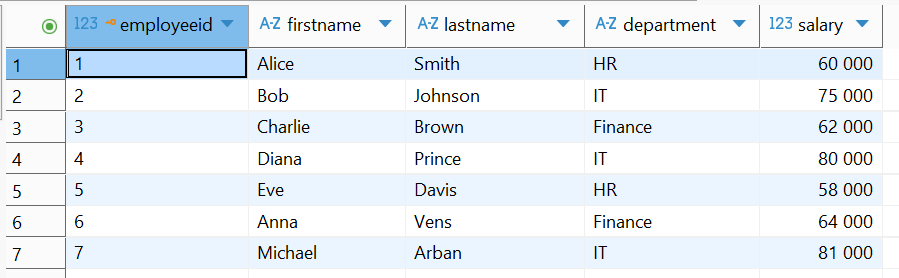 123 employeeid A-Z firstname A-Z lastname A-Z department 123 salary
1 1 Alice Smith HR 60 000
2 2 Bob Johnson IT 75 000
3 3 Charlie Brown Finance 62 000
4 4 Diana Prince IT 80 000
5 5 Eve Davis HR 58 000
6 6 Anna Vens Finance 64 000
7 7 Michael Arban IT 81 000